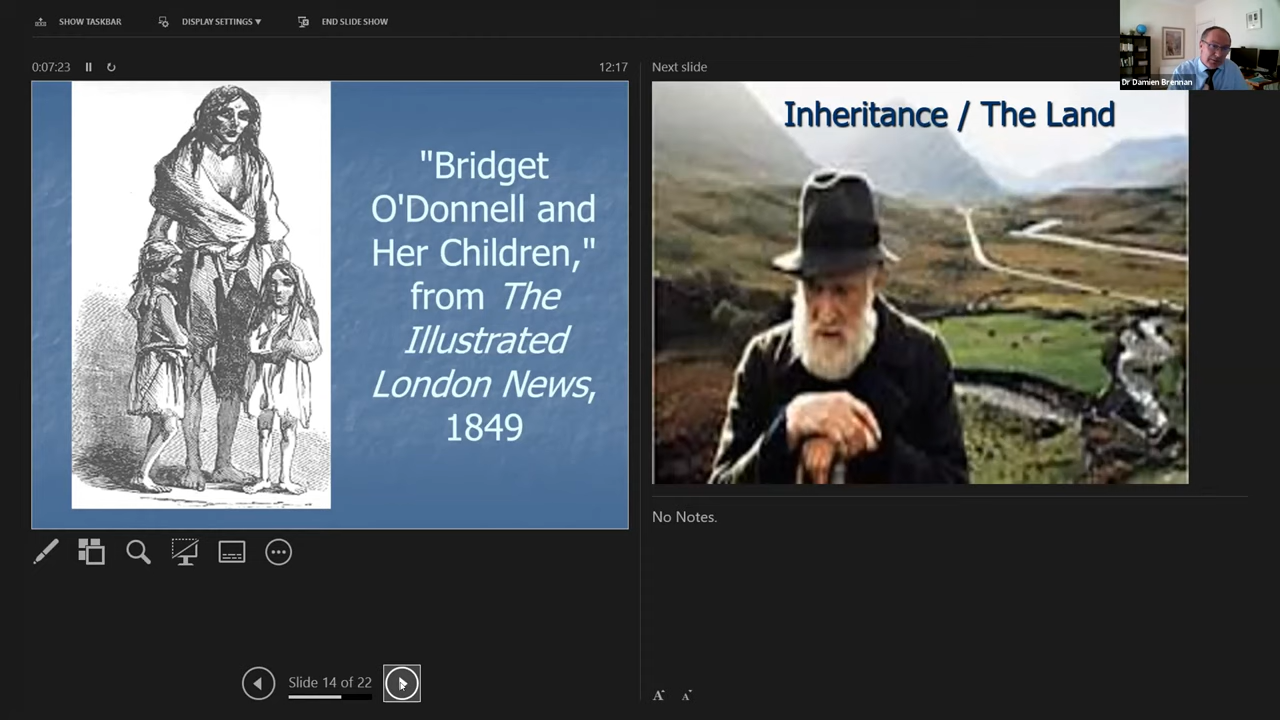 SHOW TASKBAR
DISPLAY SETTINGS ▼
END SLIDE SHOW
Dr Damien Brennan
0:07:23
12:17
Next slide
"Bridget
O'Donnell and
Her Children,"
from The
Illustrated
London News,
1849
Inheritance / The Land
No Notes.
Slide 14 of 22
A A